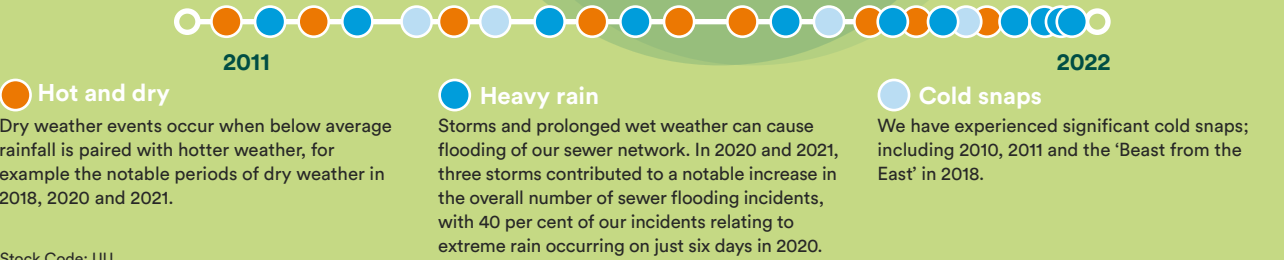 2011
2022
Hot and dry
Dry weather events occur when below average
rainfall is paired with hotter weather, for
example the notable periods of dry weather in
2018, 2020 and 2021.
Heavy rain
Storms and prolonged wet weather can cause
flooding of our sewer network. In 2020 and 2021,
three storms contributed to a notable increase in
the overall number of sewer flooding incidents,
with 40 per cent of our incidents relating to
extreme rain occurring on just six days in 2020.
Cold snaps
We have experienced significant cold snaps;
including 2010, 2011 and the ‘Beast from the
East’ in 2018.
Stock Code: UU